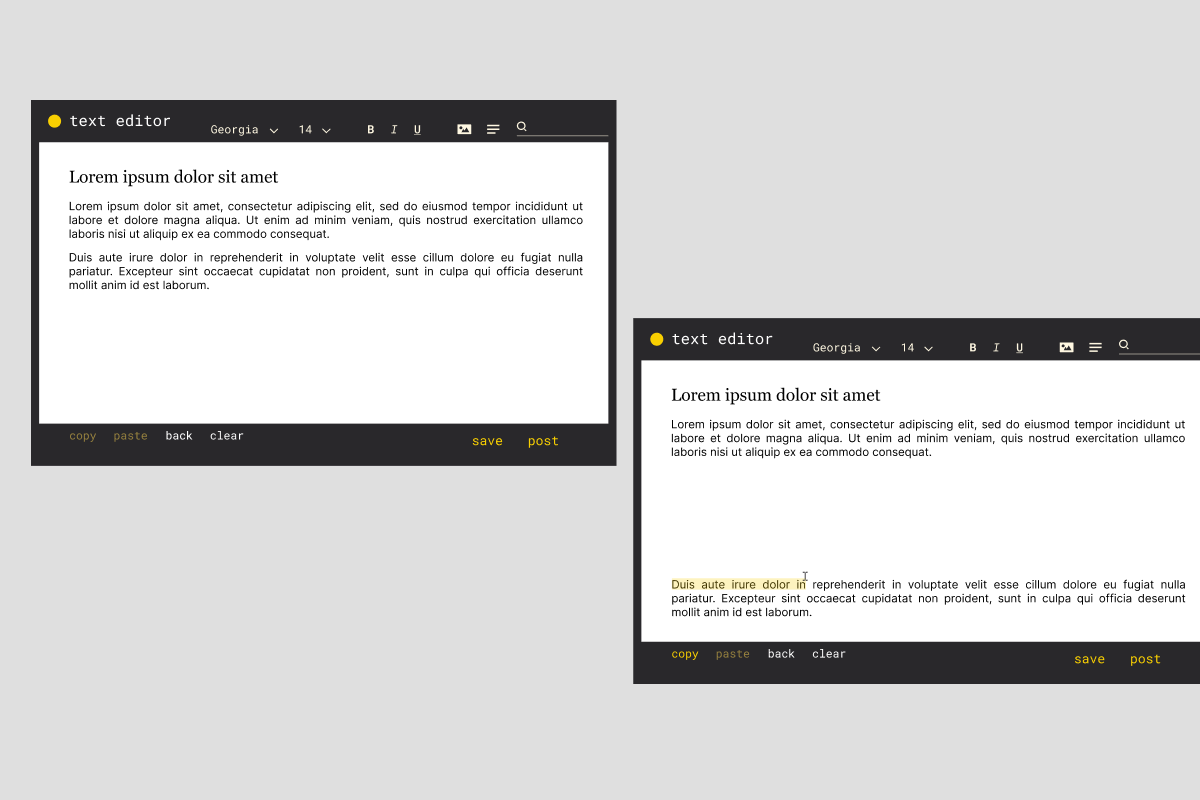 text editor
Georgia 14 B I U
Lorem ipsum dolor sit amet
Lorem ipsum dolor sit amet, consectetur adipiscing elit, sed do eiusmod tempor incididunt ut
labore et dolore magna aliqua. Ut enim ad minim veniam, quis nostrud exercitation ullamco
laboris nisi ut aliquip ex ea commodo consequat.
Duis aute irure dolor in reprehenderit in voluptate velit esse cillum dolore eu fugiat nulla
pariatur. Excepteur sint occaecat cupidatat non proident, sunt in culpa qui officia deserunt
mollit anim id est laborum.
copy paste back clear
save post
text editor
Georgia 14 B I U
Lorem ipsum dolor sit amet
Lorem ipsum dolor sit amet, consectetur adipiscing elit, sed do eiusmod tempor incididunt ut
labore et dolore magna aliqua. Ut enim ad minim veniam, quis nostrud exercitation ullamco
laboris nisi ut aliquip ex ea commodo consequat.
Duis aute irure dolor in reprehenderit in voluptate velit esse cillum dolore eu fugiat nulla
pariatur. Excepteur sint occaecat cupidatat non proident, sunt in culpa qui officia deserunt
mollit anim id est laborum.
copy paste back clear
save post